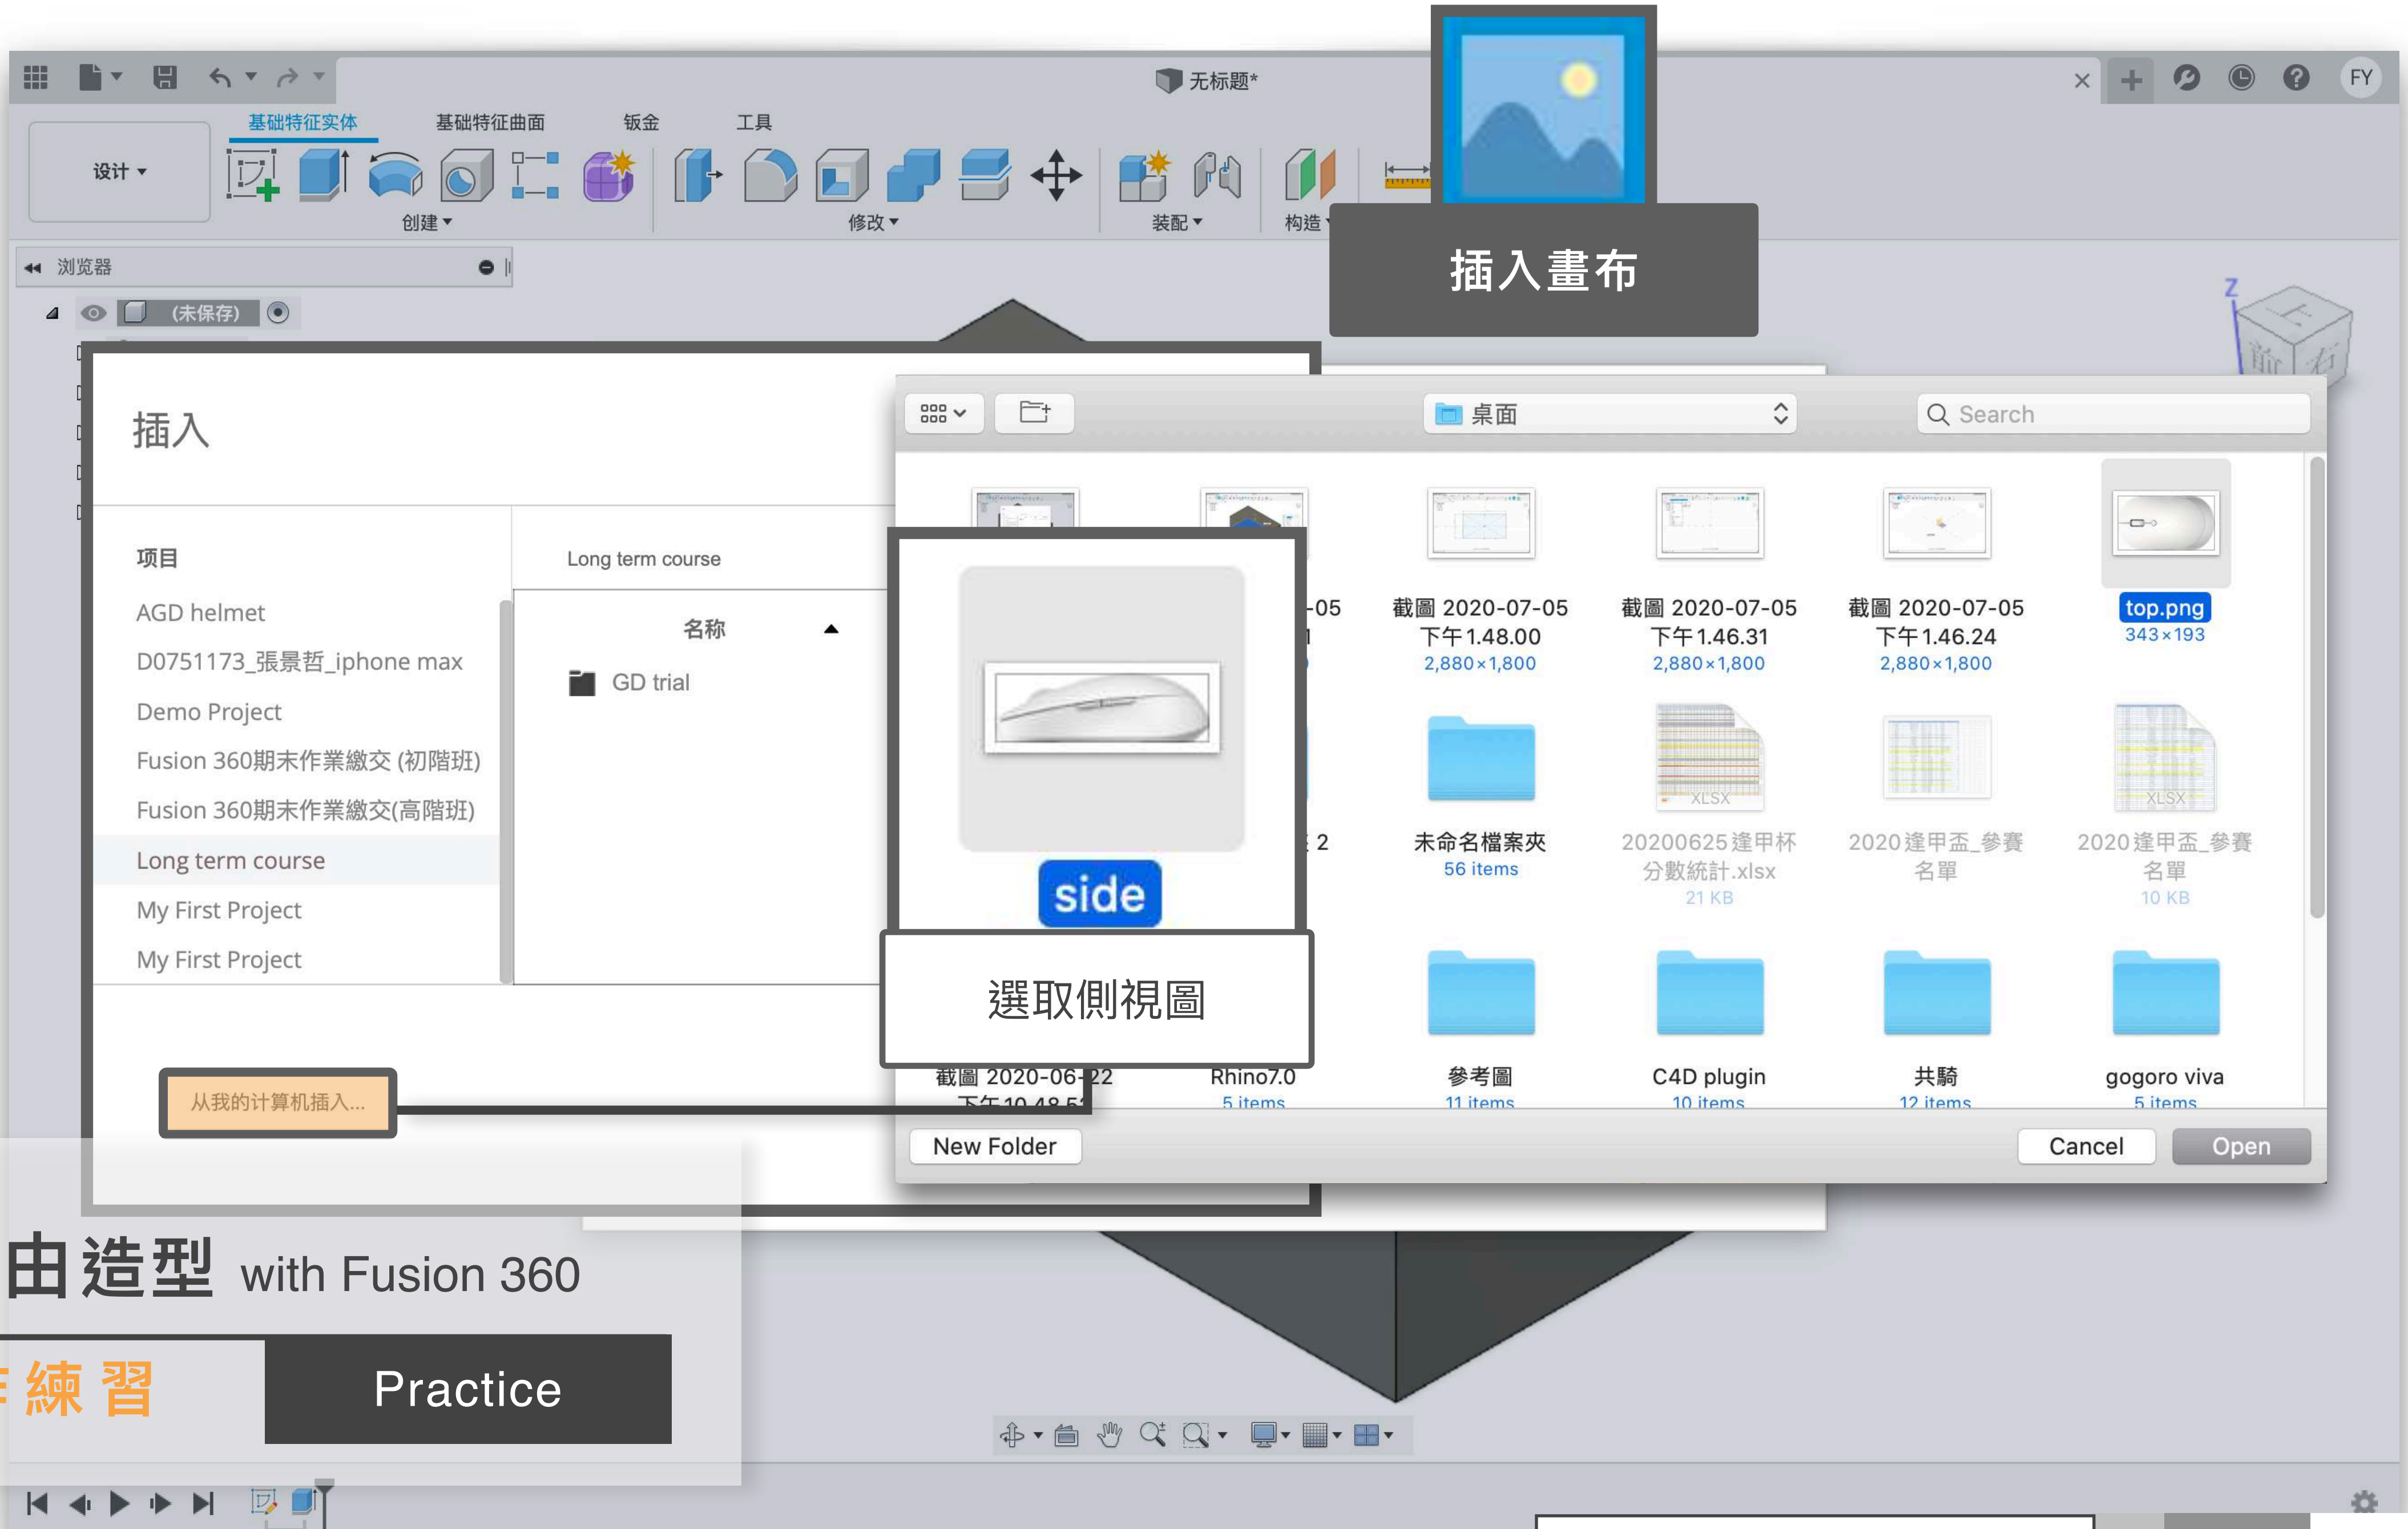 无标题*
FY
基础特征实体
基础特征曲面
钣金
工具
设计
创建
修改
装配
构造
插入畫布
浏览器
(未保存)
Z
上
前
右
插入
项目
AGD helmet
D0751173_張景哲_iphone max
Demo Project
Fusion 360期末作業繳交 (初階班)
Fusion 360期末作業繳交(高階班)
Long term course
My First Project
My First Project
Long term course
名称
GD trial
从我的计算机插入...
桌面
Search
-05
截圖 2020-07-05
下午1.48.00
2,880×1,800
截圖 2020-07-05
下午1.46.31
2,880×1,800
截圖 2020-07-05
下午1.46.24
2,880×1,800
top.png
343×193
side
選取側視圖
2
未命名檔案夾
56 items
XLSX
20200625逢甲杯
分數統計.xlsx
21 KB
2020逢甲盃_參賽
名單
XLSX
2020逢甲盃_參賽
名單
10 KB
截圖 2020-06-22
Rhino7.0
5 items
參考圖
11 items
C4D plugin
10 items
共騎
12 items
gogoro viva
5 items
New Folder
Cancel
Open
由造型 with Fusion 360
練習
Practice